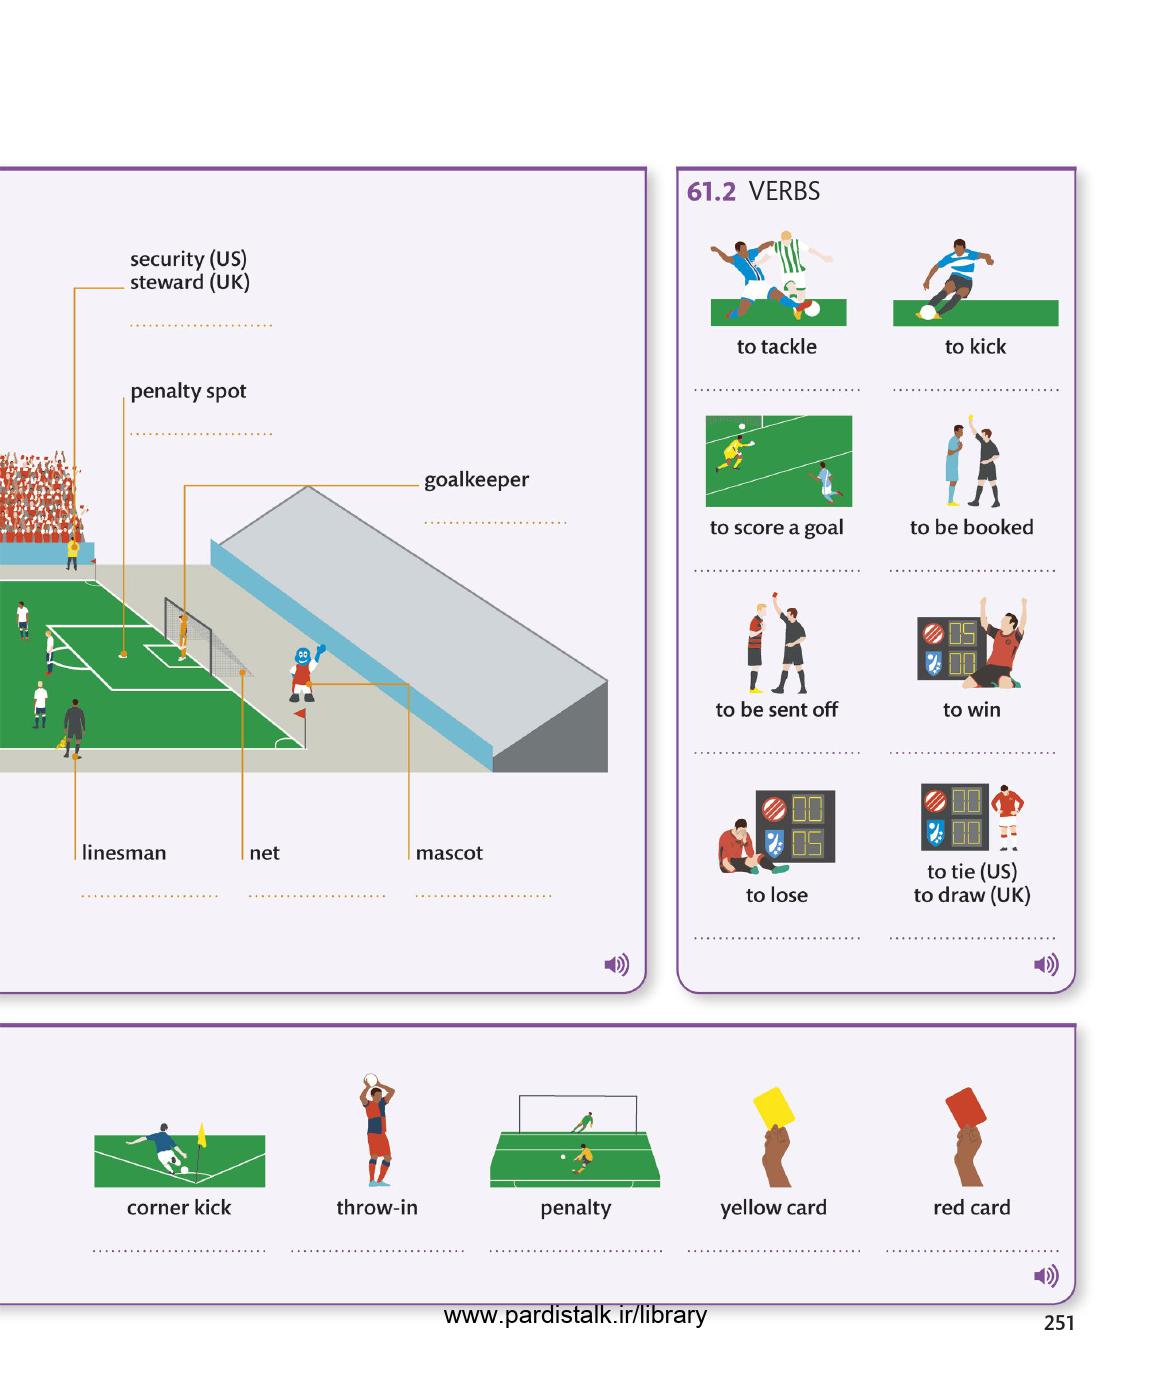 security (US)
steward (UK)
penalty spot
goalkeeper
linesman
net
mascot
61.2 VERBS
to tackle
to kick
to score a goal
to be booked
to be sent off
05
00
to win
00
05
to lose
00
00
to tie (US)
to draw (UK)
corner kick
throw-in
penalty
yellow card
red card
www.pardistalk.ir/library
251